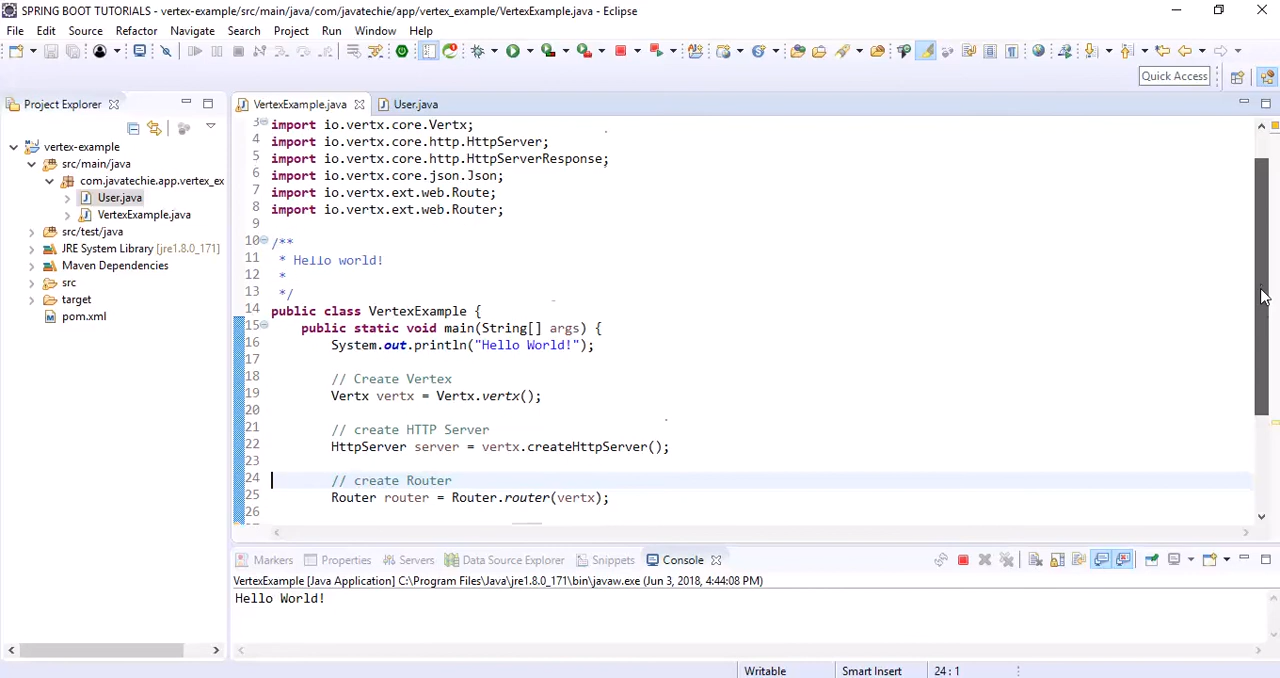 SPRING BOOT TUTORIALS - vertex-example/src/main/java/com/javatechie/app/vertex_example/VertexExample.java - Eclipse
File Edit Source Refactor Navigate Search Project Run Window Help
Quick Access
Project Explorer
vertex-example
src/main/java
com.javatechie.app.vertex_ex
User.java
VertexExample.java
src/test/java
JRE System Library [jre1.8.0_171]
Maven Dependencies
src
target
pom.xml
VertexExample.java User.java
3 import io.vertx.core.Vertx;
4 import io.vertx.core.http.HttpServer;
5 import io.vertx.core.http.HttpServerResponse;
6 import io.vertx.core.json.Json;
7 import io.vertx.ext.web.Route;
8 import io.vertx.ext.web.Router;
9
10 /**
11 * Hello world!
12 *
13 */
14 public class VertexExample {
15 public static void main(String[] args) {
16 System.out.println("Hello World!");
17
18 // Create Vertex
19 Vertx vertx = Vertx.vertx();
20
21 // create HTTP Server
22 HttpServer server = vertx.createHttpServer();
23
24 // create Router
25 Router router = Router.router(vertx);
26
Markers Properties Servers Data Source Explorer Snippets Console
VertexExample [Java Application] C:\Program Files\Java\jre1.8.0_171\bin\javaw.exe (Jun 3, 2018, 4:44:08 PM)
Hello World!
Writable Smart Insert 24 : 1